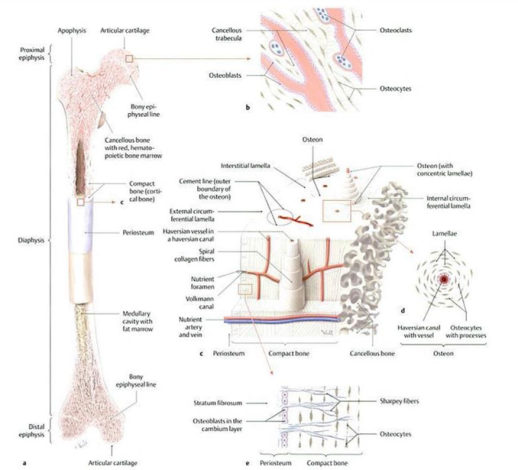 Apophysis
Articular cartilage
Proximal
epiphysis
Bony epi-
physeal line
Cancellous bone
with red, hemato-
poietic bone marrow
Compact
bone (corti-
cal bone)
c
Diaphysis
Periosteum
Medullary
cavity with
fat marrow
Bony
epiphyseal line
Distal
epiphysis
a
Articular cartilage
Cancellous
trabecula
Osteoclasts
Osteoblasts
Osteocytes
b
Osteon
Interstitial lamella
Cement line (outer
boundary of
the osteon)
External circum-
ferential lamella
Haversian vessel in
a haversian canal
Spiral
collagen fibers
Nutrient
foramen
Volkmann
canal
Nutrient
artery
and vein
Osteon (with
concentric lamellae)
Internal circum-
ferential lamella
c
Periosteum
Compact bone
Cancellous bone
Lamellae
d
Haversian canal
with vessel
Osteocytes
with processes
Osteon
Stratum fibrosum
Osteoblasts in the
cambium layer
Sharpey fibers
Osteocytes
e
Periosteum
Compact bone